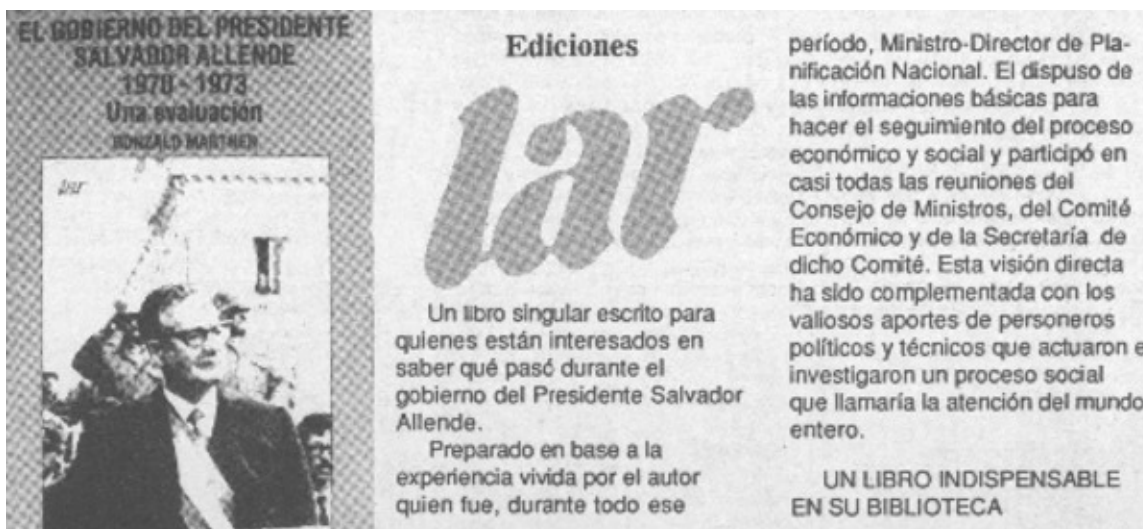 EL GOBIERNO DEL PRESIDENTE
SALVADOR ALLENDE
1970 - 1973
Una evaluación
GONZALO MARTNER
lar
Ediciones
lar
Un libro singular escrito para
quienes están interesados en
saber qué pasó durante el
gobierno del Presidente Salvador
Allende.
Preparado en base a la
experiencia vivida por el autor
quien fue, durante todo ese
período, Ministro-Director de Pla-
nificación Nacional. El dispuso de
las informaciones básicas para
hacer el seguimiento del proceso
económico y social y participó en
casi todas las reuniones del
Consejo de Ministros, del Comité
Económico y de la Secretaría de
dicho Comité. Esta visión directa
ha sido complementada con los
valiosos aportes de personeros
políticos y técnicos que actuaron e
investigaron un proceso social
que llamaría la atención del mundo
entero.
UN LIBRO INDISPENSABLE
EN SU BIBLIOTECA